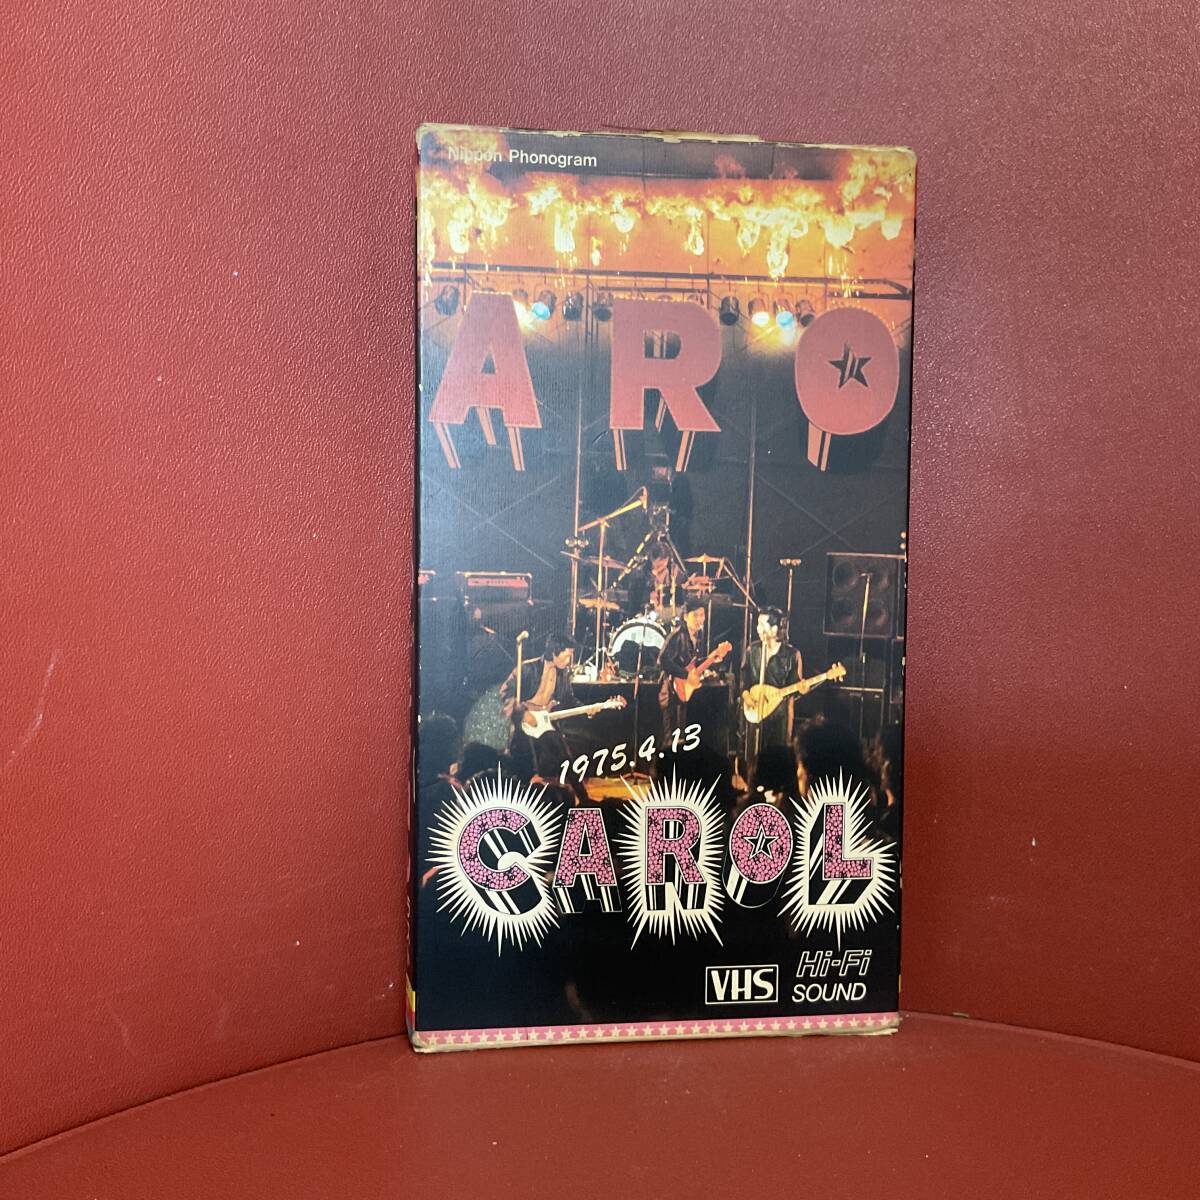 Nippon Phonogram
ARO
1975.4.13
CAROL
VHS Hi-Fi
SOUND